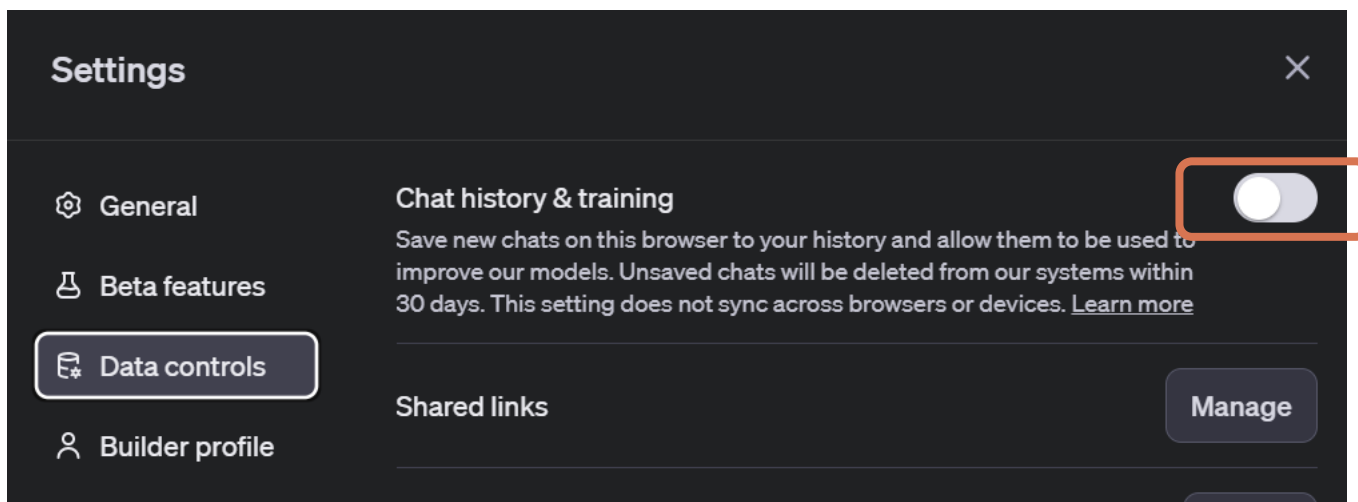 Settings
General
Beta features
Data controls
Builder profile
Chat history & training
Save new chats on this browser to your history and allow them to be used to
improve our models. Unsaved chats will be deleted from our systems within
30 days. This setting does not sync across browsers or devices. Learn more
Shared links
Manage